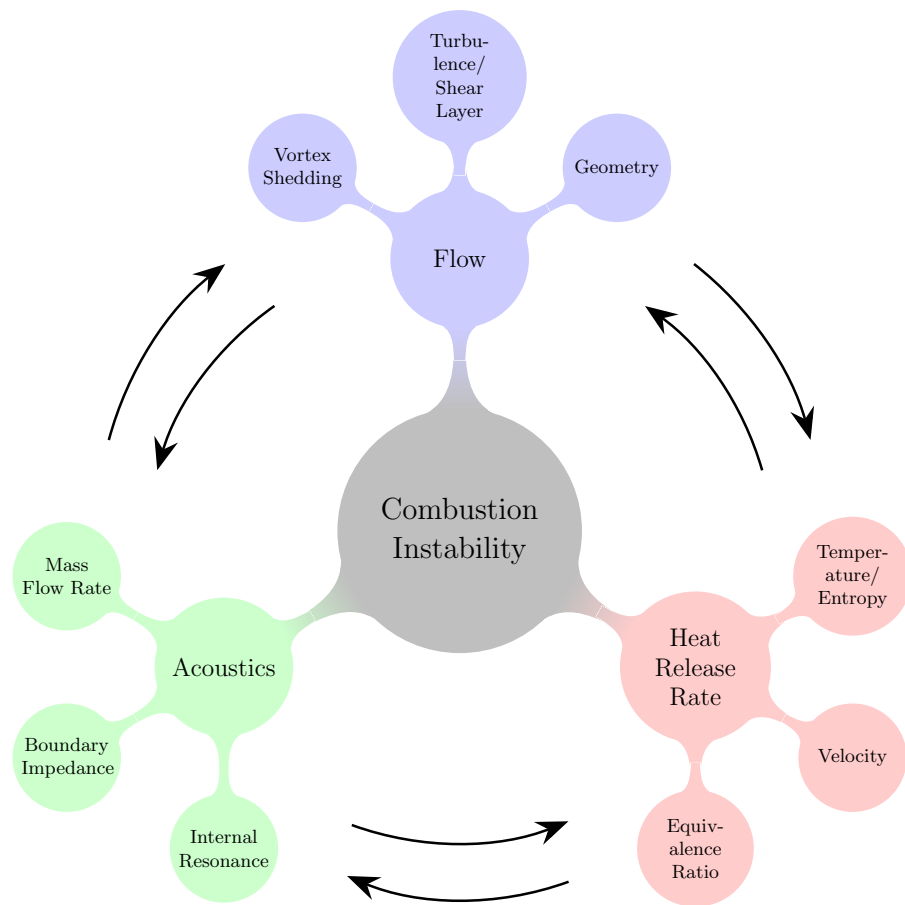 Turbu-
lence/
Shear
Layer
Vortex
Shedding
Geometry
Flow
Combustion
Instability
Mass
Flow Rate
Acoustics
Boundary
Impedance
Internal
Resonance
Temper-
ature/
Entropy
Heat
Release
Rate
Velocity
Equiv-
alence
Ratio